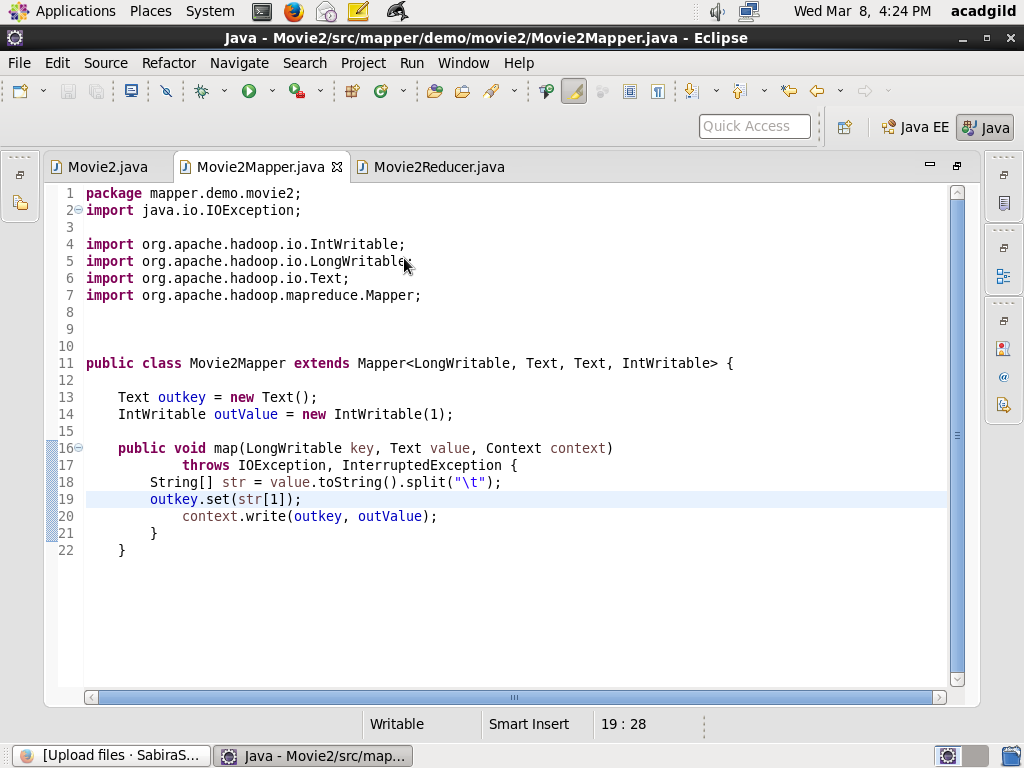 Applications Places System Wed Mar 8, 4:24 PM acadgild
Java - Movie2/src/mapper/demo/movie2/Movie2Mapper.java - Eclipse
File Edit Source Refactor Navigate Search Project Run Window Help
Quick Access Java EE Java
Movie2.java Movie2Mapper.java Movie2Reducer.java
1 package mapper.demo.movie2;
2 import java.io.IOException;
3
4 import org.apache.hadoop.io.IntWritable;
5 import org.apache.hadoop.io.LongWritable;
6 import org.apache.hadoop.io.Text;
7 import org.apache.hadoop.mapreduce.Mapper;
8
9
10
11 public class Movie2Mapper extends Mapper<LongWritable, Text, Text, IntWritable> {
12
13 Text outkey = new Text();
14 IntWritable outValue = new IntWritable(1);
15
16 public void map(LongWritable key, Text value, Context context)
17 throws IOException, InterruptedException {
18 String[] str = value.toString().split("\t");
19 outkey.set(str[1]);
20 context.write(outkey, outValue);
21 }
22 }
Writable Smart Insert 19 : 28
[Upload files · SabiraS... Java - Movie2/src/map...